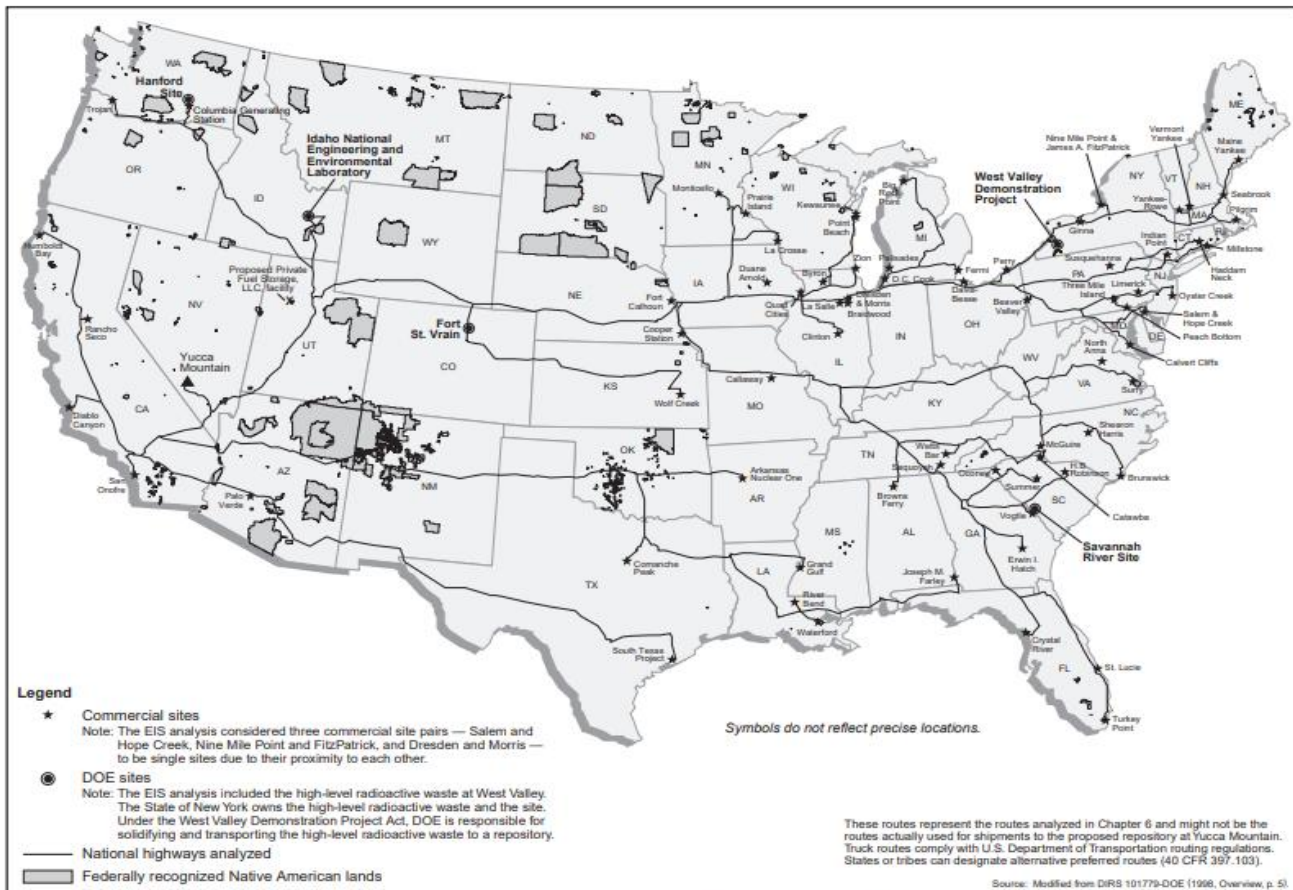 WA
Hanford
Site
Trojan
Columbia Generating
Station
OR
Idaho National
Engineering and
Environmental
Laboratory
ID
MT
ND
MN
Monticello
Prairie
Island
SD
WY
La Crosse
WI
Kewaunee
Point
Beach
Big
Rock
Point
MI
Zion
Palisades
D.C. Cook
Fermi
Davis-
Besse
Perry
West Valley
Demonstration
Project
Nine Mile Point &
James A. FitzPatrick
Vermont
Yankee
ME
Maine
Yankee
NY
VT
NH
Seabrook
Yankee-
Rowe
MA
Pilgrim
Ginna
Indian
Point
CT
RI
Millstone
Haddam
Neck
Susquehanna
PA
NJ
Three Mile
Island
Limerick
Oyster Creek
Beaver
Valley
Salem &
Hope Creek
MD
DE
Peach Bottom
Calvert Cliffs
Humboldt
Bay
Rancho
Seco
NV
Proposed Private
Fuel Storage,
LLC, facility
UT
Yucca
Mountain
CA
Diablo
Canyon
San
Onofre
Fort
St. Vrain
CO
NE
IA
Duane
Arnold
Fort
Calhoun
Cooper
Station
Byron
Quad
Cities
La Salle
Dresden
& Morris
Braidwood
Clinton
IL
IN
OH
WV
North
Anna
VA
Surry
KS
Wolf Creek
Callaway
MO
KY
NC
Shearon
Harris
McGuire
Watts
Bar
Sequoyah
TN
Oconee
H.B.
Robinson
Brunswick
Summer
SC
Catawba
Vogtle
Savannah
River Site
AZ
Palo
Verde
NM
OK
Arkansas
Nuclear One
AR
Browns
Ferry
MS
AL
GA
Erwin I.
Hatch
Joseph M.
Farley
TX
Comanche
Peak
LA
Grand
Gulf
River
Bend
Waterford
South Texas
Project
Crystal
River
FL
St. Lucie
Turkey
Point
Symbols do not reflect precise locations.
Legend
Commercial sites
Note: The EIS analysis considered three commercial site pairs — Salem and
Hope Creek, Nine Mile Point and FitzPatrick, and Dresden and Morris —
to be single sites due to their proximity to each other.
DOE sites
Note: The EIS analysis included the high-level radioactive waste at West Valley.
The State of New York owns the high-level radioactive waste and the site.
Under the West Valley Demonstration Project Act, DOE is responsible for
solidifying and transporting the high-level radioactive waste to a repository.
National highways analyzed
Federally recognized Native American lands
These routes represent the routes analyzed in Chapter 6 and might not be the
routes actually used for shipments to the proposed repository at Yucca Mountain.
Truck routes comply with U.S. Department of Transportation routing regulations.
States or tribes can designate alternative preferred routes (40 CFR 397.103).
Source: Modified from DIRS 101779-DOE (1998, Overview, p. 5).